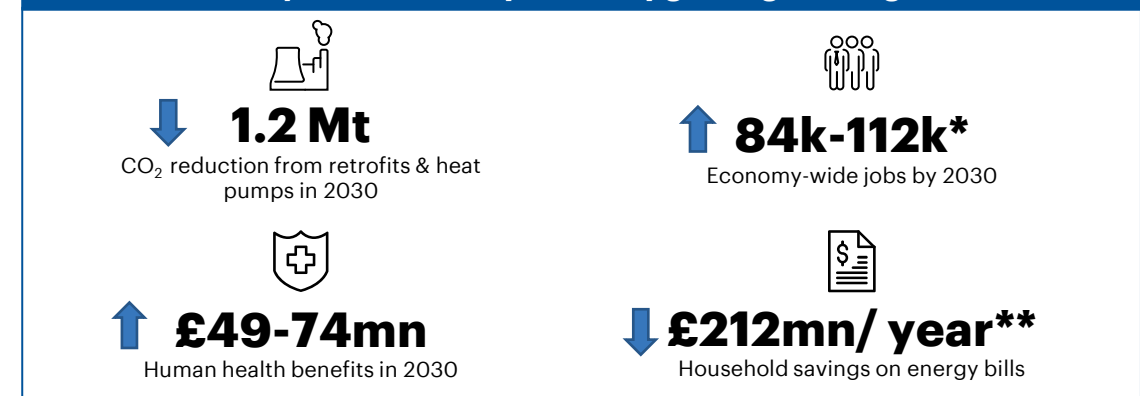 1.2 Mt
CO₂ reduction from retrofits & heat
pumps in 2030
84k-112k*
Economy-wide jobs by 2030
£49-74mn
Human health benefits in 2030
$
£212mn/ year**
Household savings on energy bills